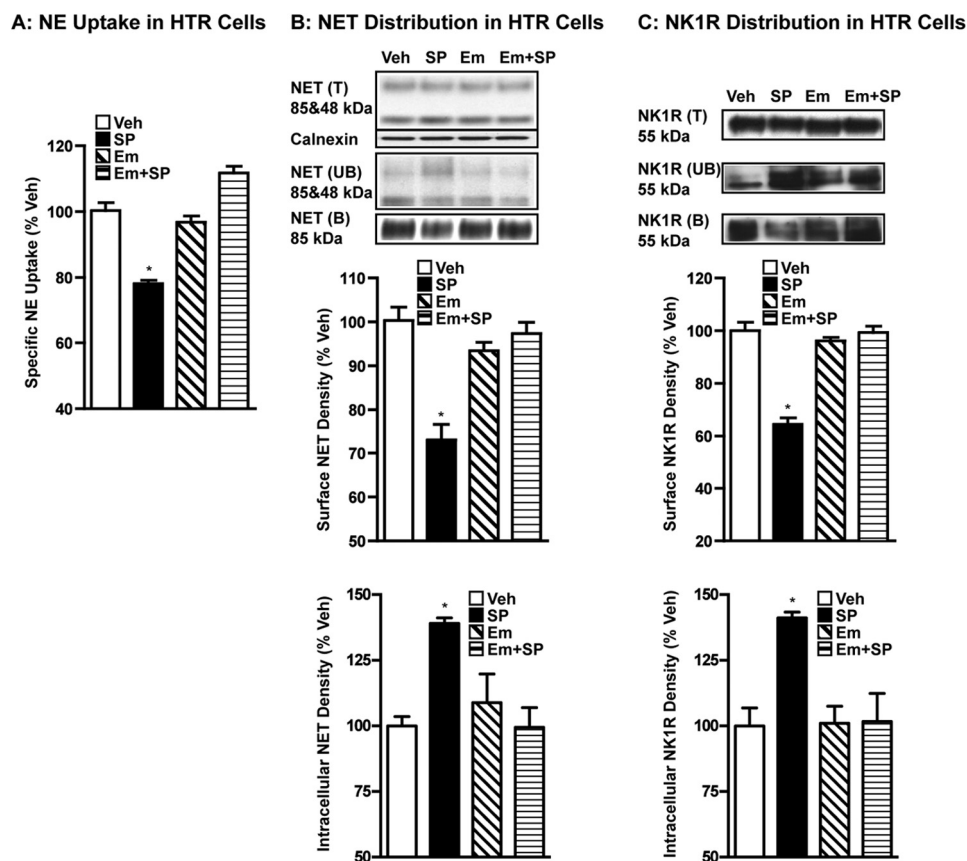 A: NE Uptake in HTR Cells
Specific NE Uptake (% Veh)
120
100
80
60
40
Veh
SP
Em
Em+SP
*
B: NET Distribution in HTR Cells
Veh SP Em Em+SP
NET (T)
85&48 kDa
Calnexin
NET (UB)
85&48 kDa
NET (B)
85 kDa
Surface NET Density (% Veh)
110
100
90
80
70
60
50
Veh
SP
Em
Em+SP
*
Intracellular NET Density (% Veh)
150
125
100
75
50
Veh
SP
Em
Em+SP
*
C: NK1R Distribution in HTR Cells
Veh SP Em Em+SP
NK1R (T)
55 kDa
NK1R (UB)
55 kDa
NK1R (B)
55 kDa
Surface NK1R Density (% Veh)
120
100
80
60
40
20
Veh
SP
Em
Em+SP
*
Intracellular NK1R Density (% Veh)
150
125
100
75
50
Veh
SP
Em
Em+SP
*